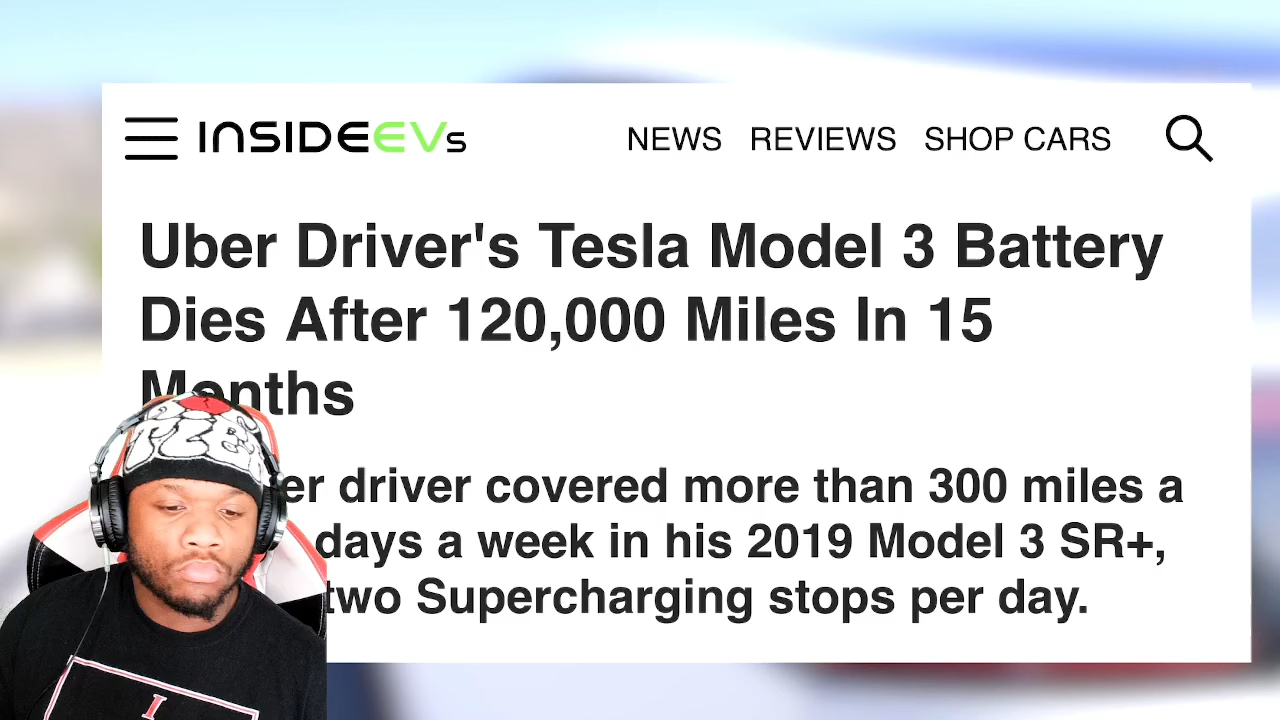 INSIDEEVs
NEWS REVIEWS SHOP CARS
Uber Driver's Tesla Model 3 Battery
Dies After 120,000 Miles In 15
Months
driver covered more than 300 miles a
days a week in his 2019 Model 3 SR+,
two Supercharging stops per day.
I